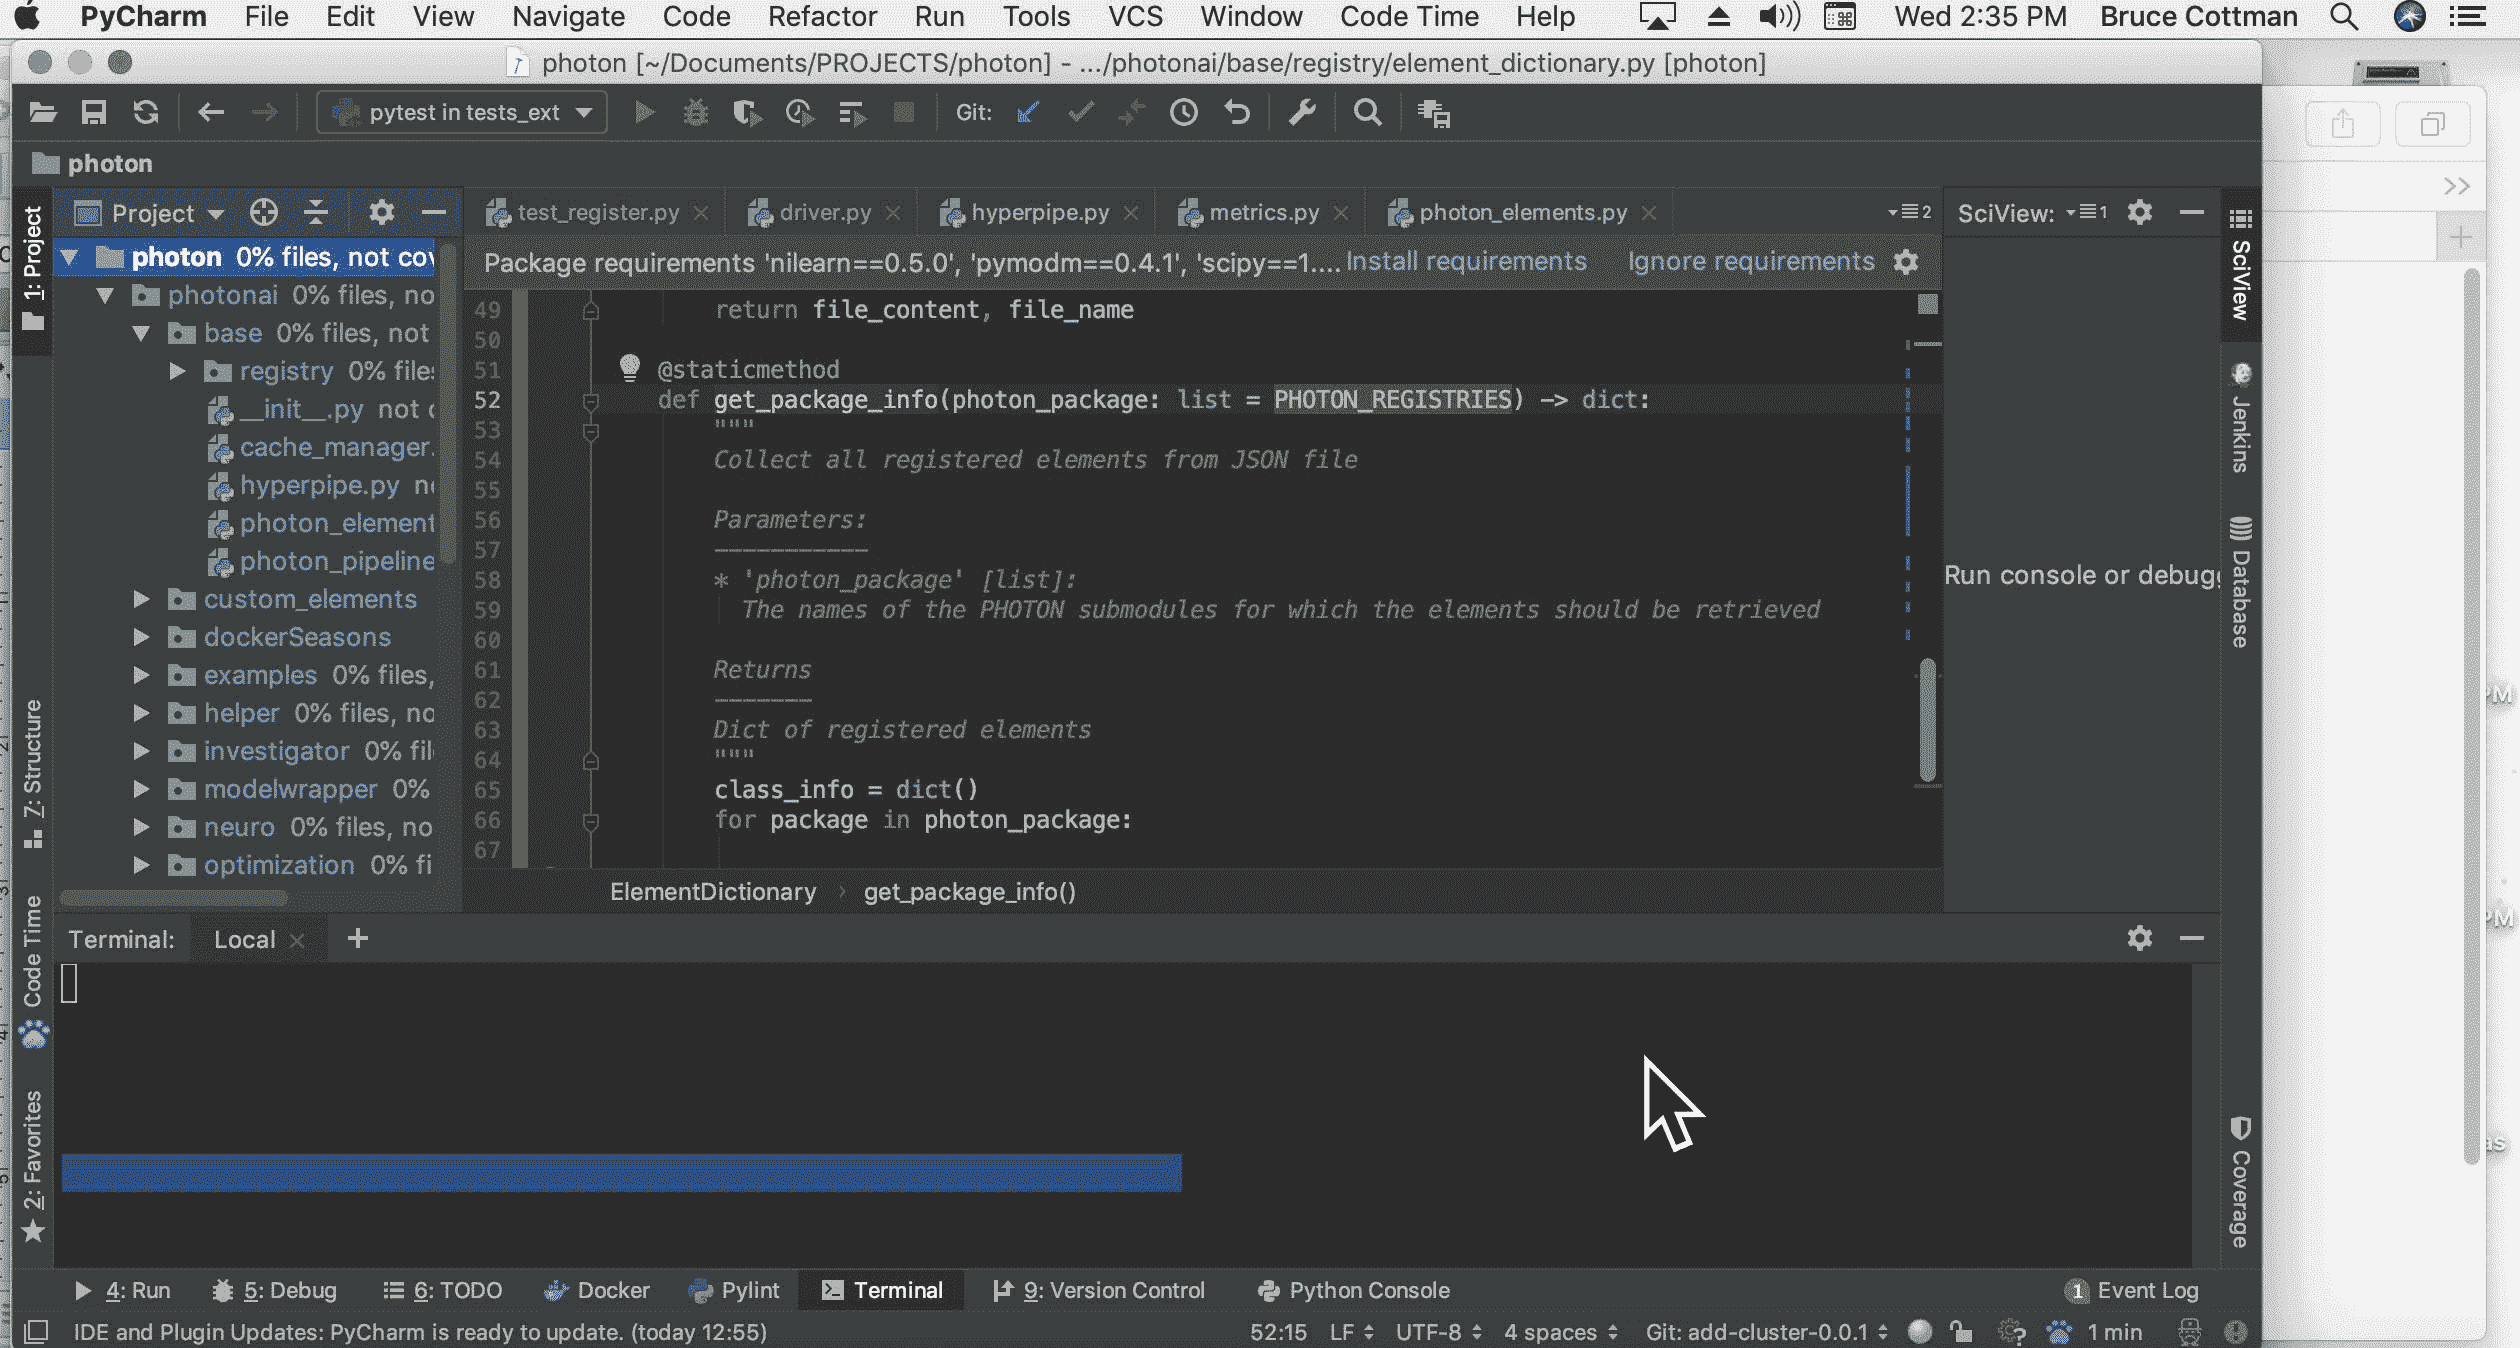 PyCharm File Edit View Navigate Code Refactor Run Tools VCS Window Code Time Help Wed 2:35 PM Bruce Cottman
photon [~/Documents/PROJECTS/photon] - .../photonai/base/registry/element_dictionary.py [photon]
pytest in tests_ext Git:
photon
1: Project
Project
test_register.py driver.py hyperpipe.py metrics.py photon_elements.py 2
SciView: 1
SciView
Package requirements 'nilearn==0.5.0', 'pymodm==0.4.1', 'scipy==1.... Install requirements Ignore requirements
photon 0% files, not cov
photonai 0% files, no
base 0% files, not
registry 0% files
__init__.py not c
cache_manager.
hyperpipe.py n
photon_element
photon_pipeline
custom_elements
dockerSeasons
examples 0% files,
helper 0% files, no
investigator 0% fil
modelwrapper 0%
neuro 0% files, no
optimization 0% fi
49 return file_content, file_name
50
51 @staticmethod
52 def get_package_info(photon_package: list = PHOTON_REGISTRIES) -> dict:
53 """
54 Collect all registered elements from JSON file
55
56 Parameters:
57 -----------
58 * 'photon_package' [list]:
59 The names of the PHOTON submodules for which the elements should be retrieved
60
61 Returns
62 -------
63 Dict of registered elements
64 """
65 class_info = dict()
66 for package in photon_package:
67
ElementDictionary › get_package_info()
Run console or debug
Jenkins
Database
Coverage
Z: Structure
Code Time
2: Favorites
Terminal: Local +
4: Run 5: Debug 6: TODO Docker Pylint Terminal 9: Version Control Python Console 1 Event Log
IDE and Plugin Updates: PyCharm is ready to update. (today 12:55) 52:15 LF UTF-8 4 spaces Git: add-cluster-0.0.1 1 min
PM
PM
as